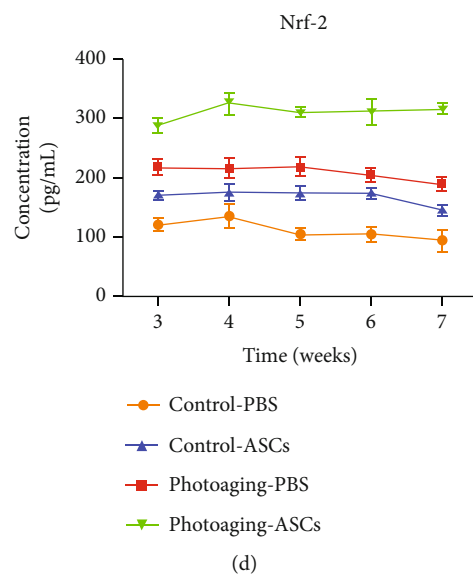 Nrf-2
Concentration
(pg/mL)
400
300
200
100
0
3 4 5 6 7
Time (weeks)
Control-PBS
Control-ASCs
Photoaging-PBS
Photoaging-ASCs
(d)